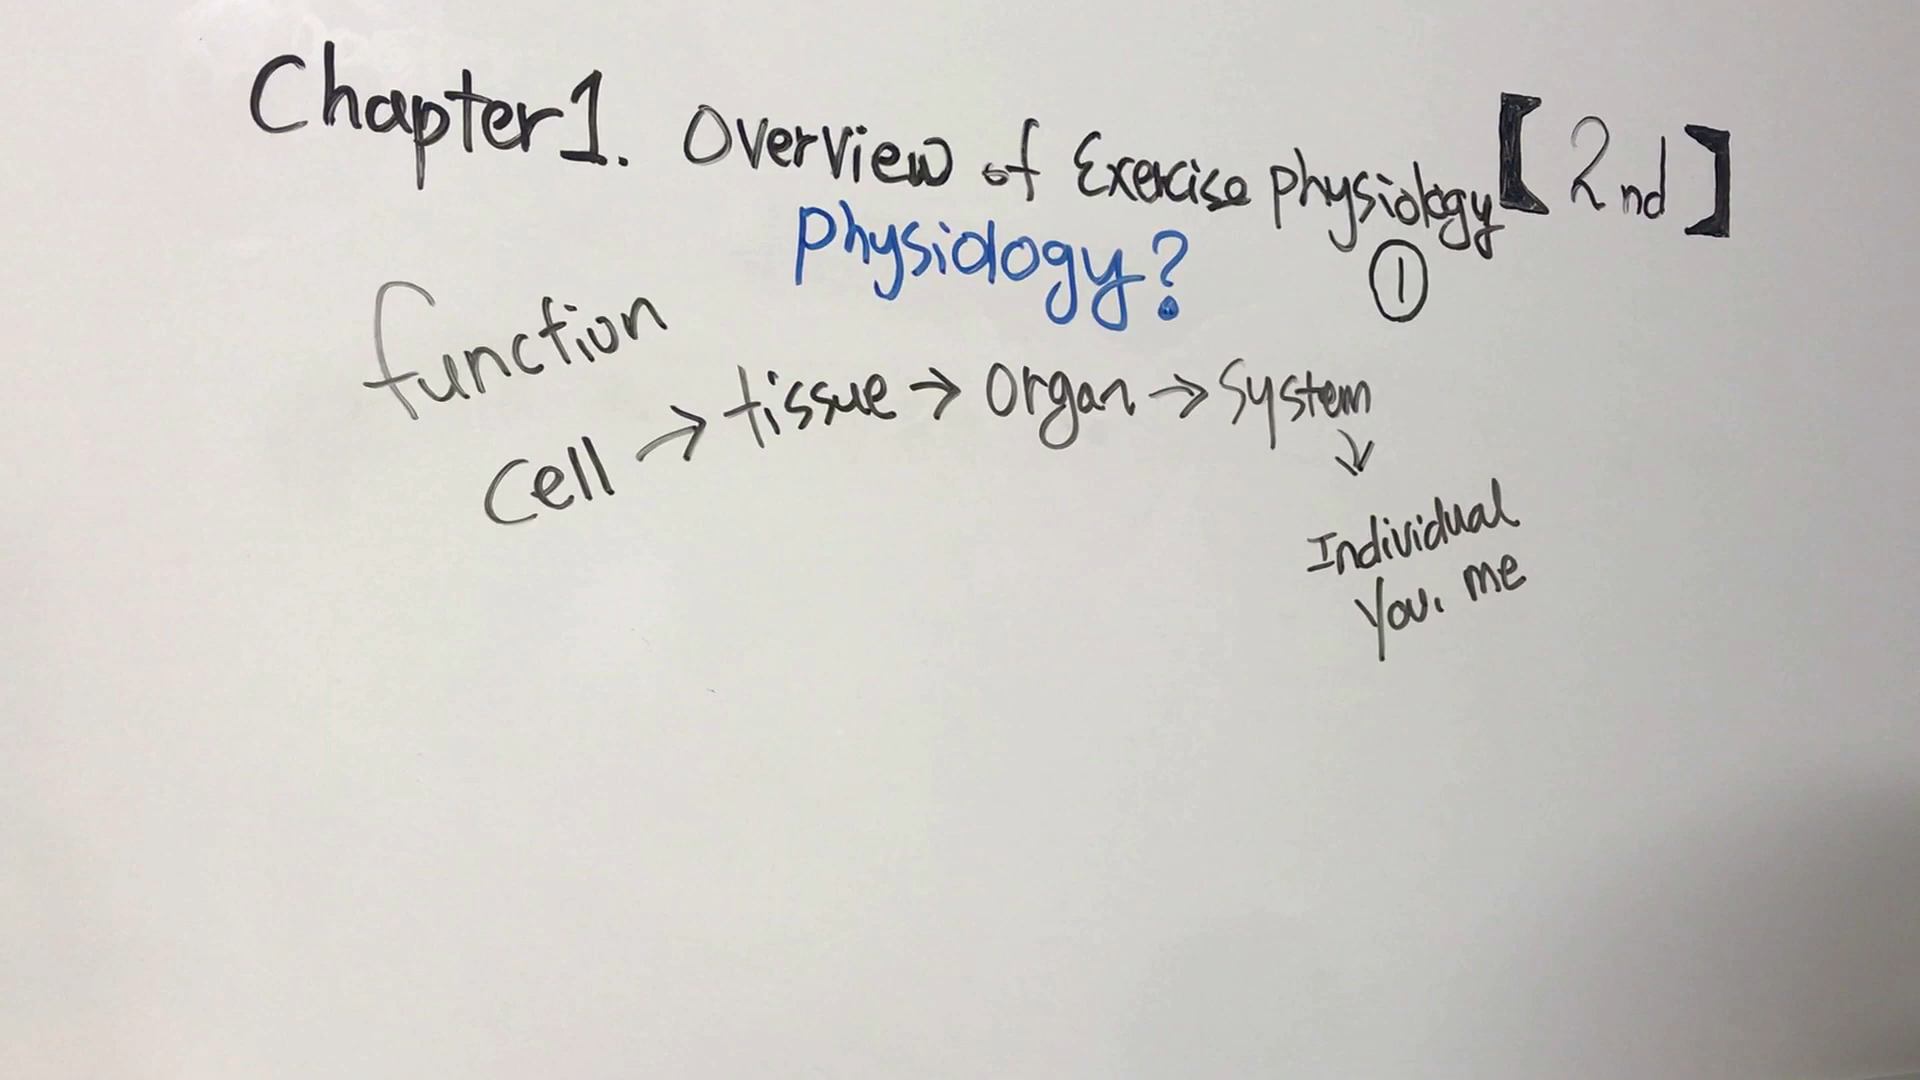 Chapter 1. Overview of Exercise physiology【2nd】
①
physiology?
function
cell → tissue → organ → system
↓
Individual
You, me